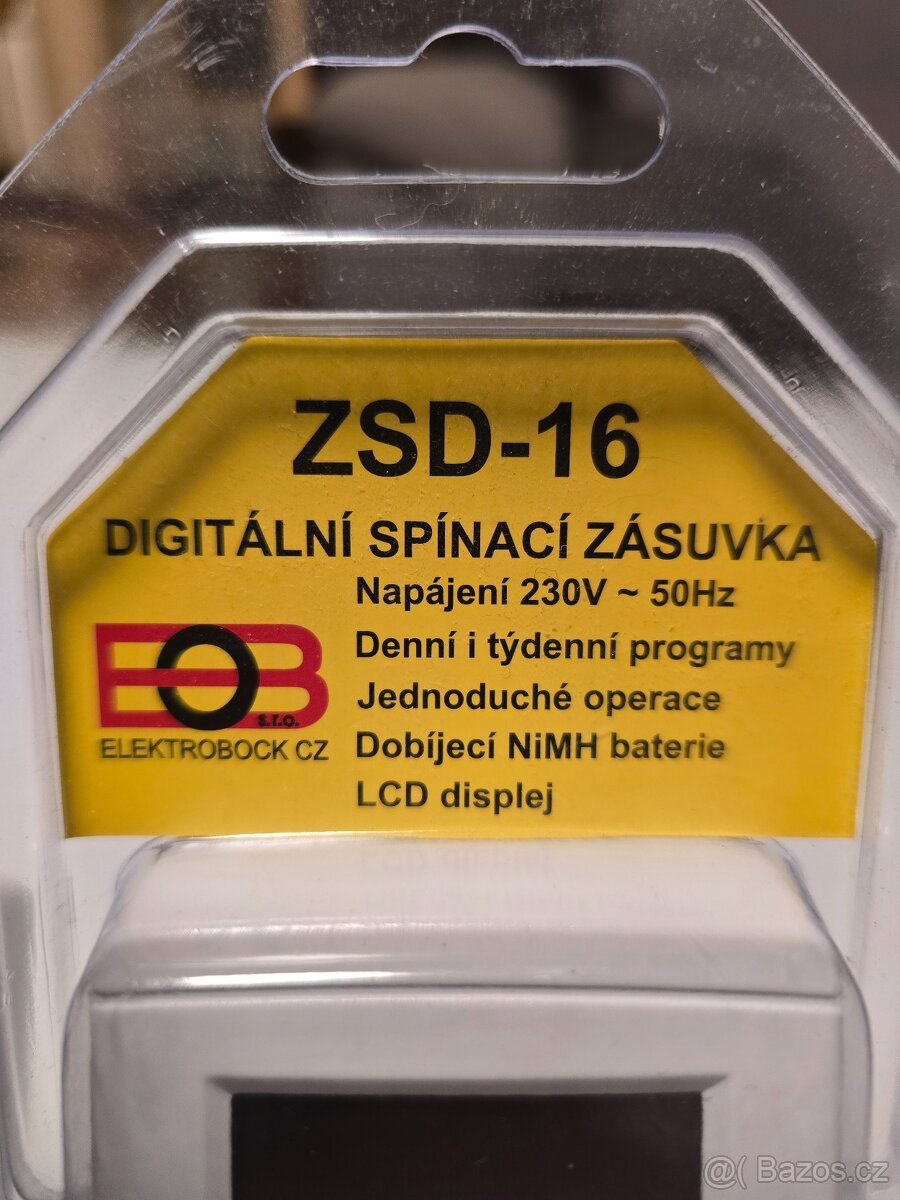 ZSD-16
DIGITÁLNÍ SPÍNACÍ ZÁSUVKA
Napájení 230V ~ 50Hz
Denní i týdenní programy
Jednoduché operace
Dobíjecí NiMH baterie
LCD displej
EOB
s.r.o.
ELEKTROBOCK CZ
@( Bazos.cz